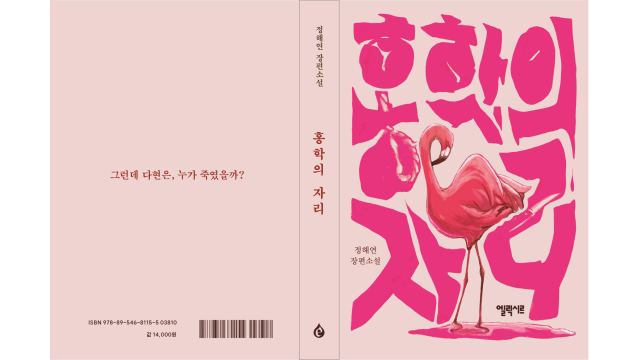 그런데 다현은, 누가 죽였을까?
ISBN 978-89-546-8115-5 03810
값 14,000원
정해연 장편소설
홍학의 자리
홍학의
자리
정해연
장편소설
엘릭시르